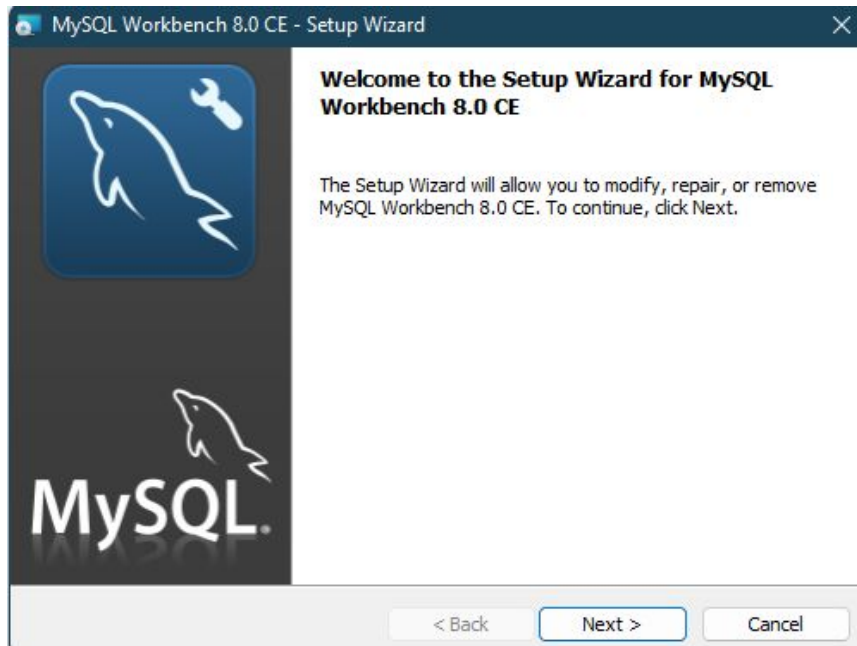 MySQL Workbench 8.0 CE - Setup Wizard
Welcome to the Setup Wizard for MySQL
Workbench 8.0 CE
The Setup Wizard will allow you to modify, repair, or remove
MySQL Workbench 8.0 CE. To continue, click Next.
MySQL.
< Back Next > Cancel